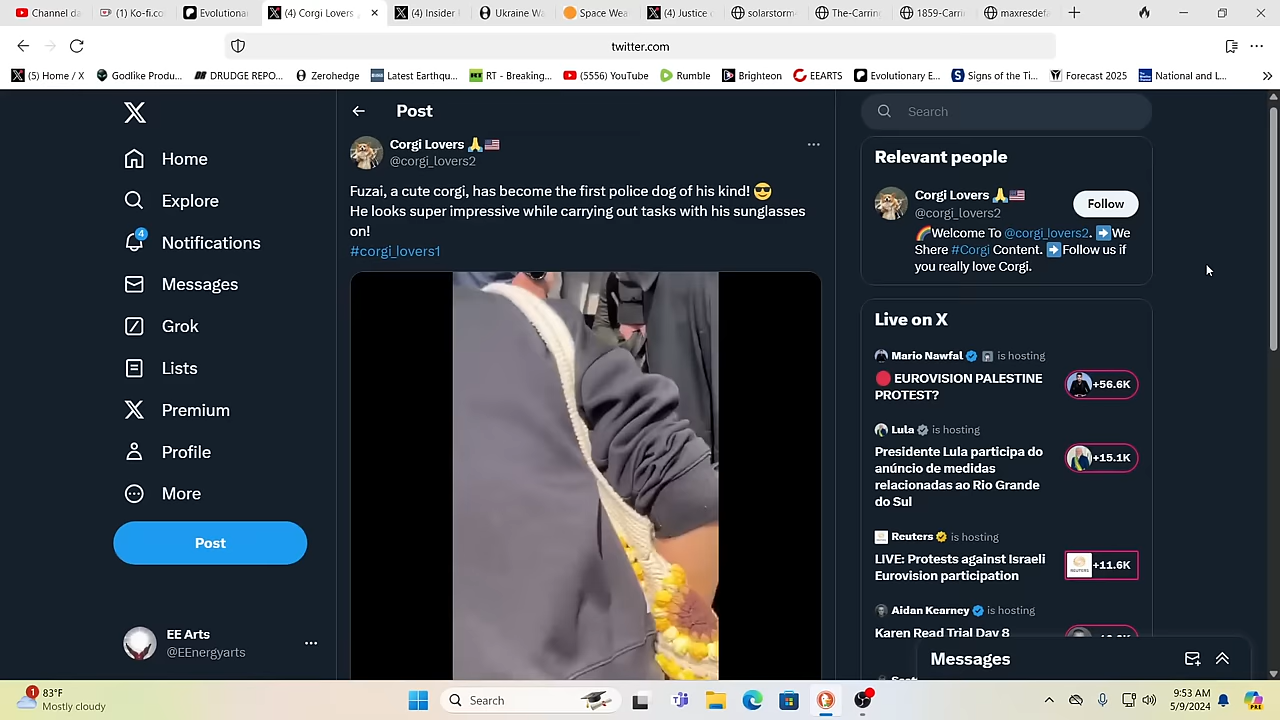 Channel da
(1) Ko-fi.co
Evolutional
(4) Corgi Lovers
(4) Insider
Ukraine W
Space Wea
(4) Justice
solarstorm
The-Carrin
1859-Carri
maxresdef
twitter.com
(5) Home / X
Godlike Produ...
DRUDGE REPO...
Zerohedge
Latest Earthqu...
RT - Breaking...
(5556) YouTube
Rumble
Brighteon
EEARTS
Evolutionary E...
Signs of the Ti...
Forecast 2025
National and L...
Home
Explore
4
Notifications
Messages
Grok
Lists
Premium
Profile
More
Post
EE Arts
@EEnergyarts
Post
Corgi Lovers 🙏🇺🇸
@corgi_lovers2
Fuzai, a cute corgi, has become the first police dog of his kind! 😎
He looks super impressive while carrying out tasks with his sunglasses
on!
#corgi_lovers1
Search
Relevant people
Corgi Lovers 🙏🇺🇸
@corgi_lovers2
Follow
🌈Welcome To @corgi_lovers2. ➡️We
Shere #Corgi Content. ➡️Follow us if
you really love Corgi.
Live on X
Mario Nawfal is hosting
🔴 EUROVISION PALESTINE
PROTEST?
+56.6K
Lula is hosting
Presidente Lula participa do
anúncio de medidas
relacionadas ao Rio Grande
do Sul
+15.1K
Reuters is hosting
LIVE: Protests against Israeli
Eurovision participation
+11.6K
Aidan Kearney is hosting
Karen Read Trial Day 8
Messages
1
83°F
Mostly cloudy
Search
9:53 AM
5/9/2024
PRE